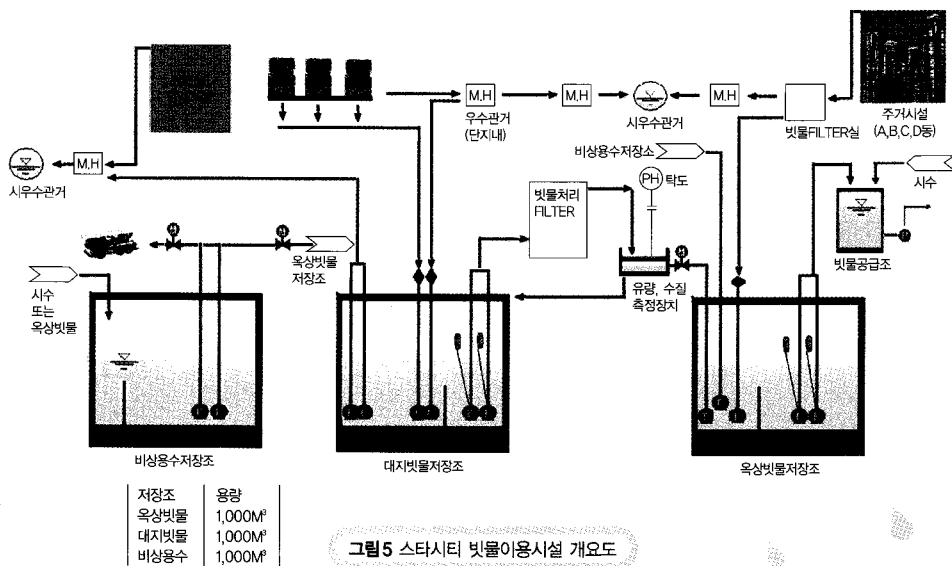 M.H
시우수관거
M.H
우수관거
(단지내)
M.H
시우수관거
M.H
빗물FILTER실
주거시설
(A,B,C,D동)
비상용수저장소
PH
탁도
빗물처리
FILTER
시수
빗물공급조
옥상빗물
저장조
시수
또는
옥상빗물
유량, 수질
측정장치
비상용수저장조
대지빗물저장조
옥상빗물저장조
저장조 용량
옥상빗물 1,000M³
대지빗물 1,000M³
비상용수 1,000M³
그림5 스타시티 빗물이용시설 개요도